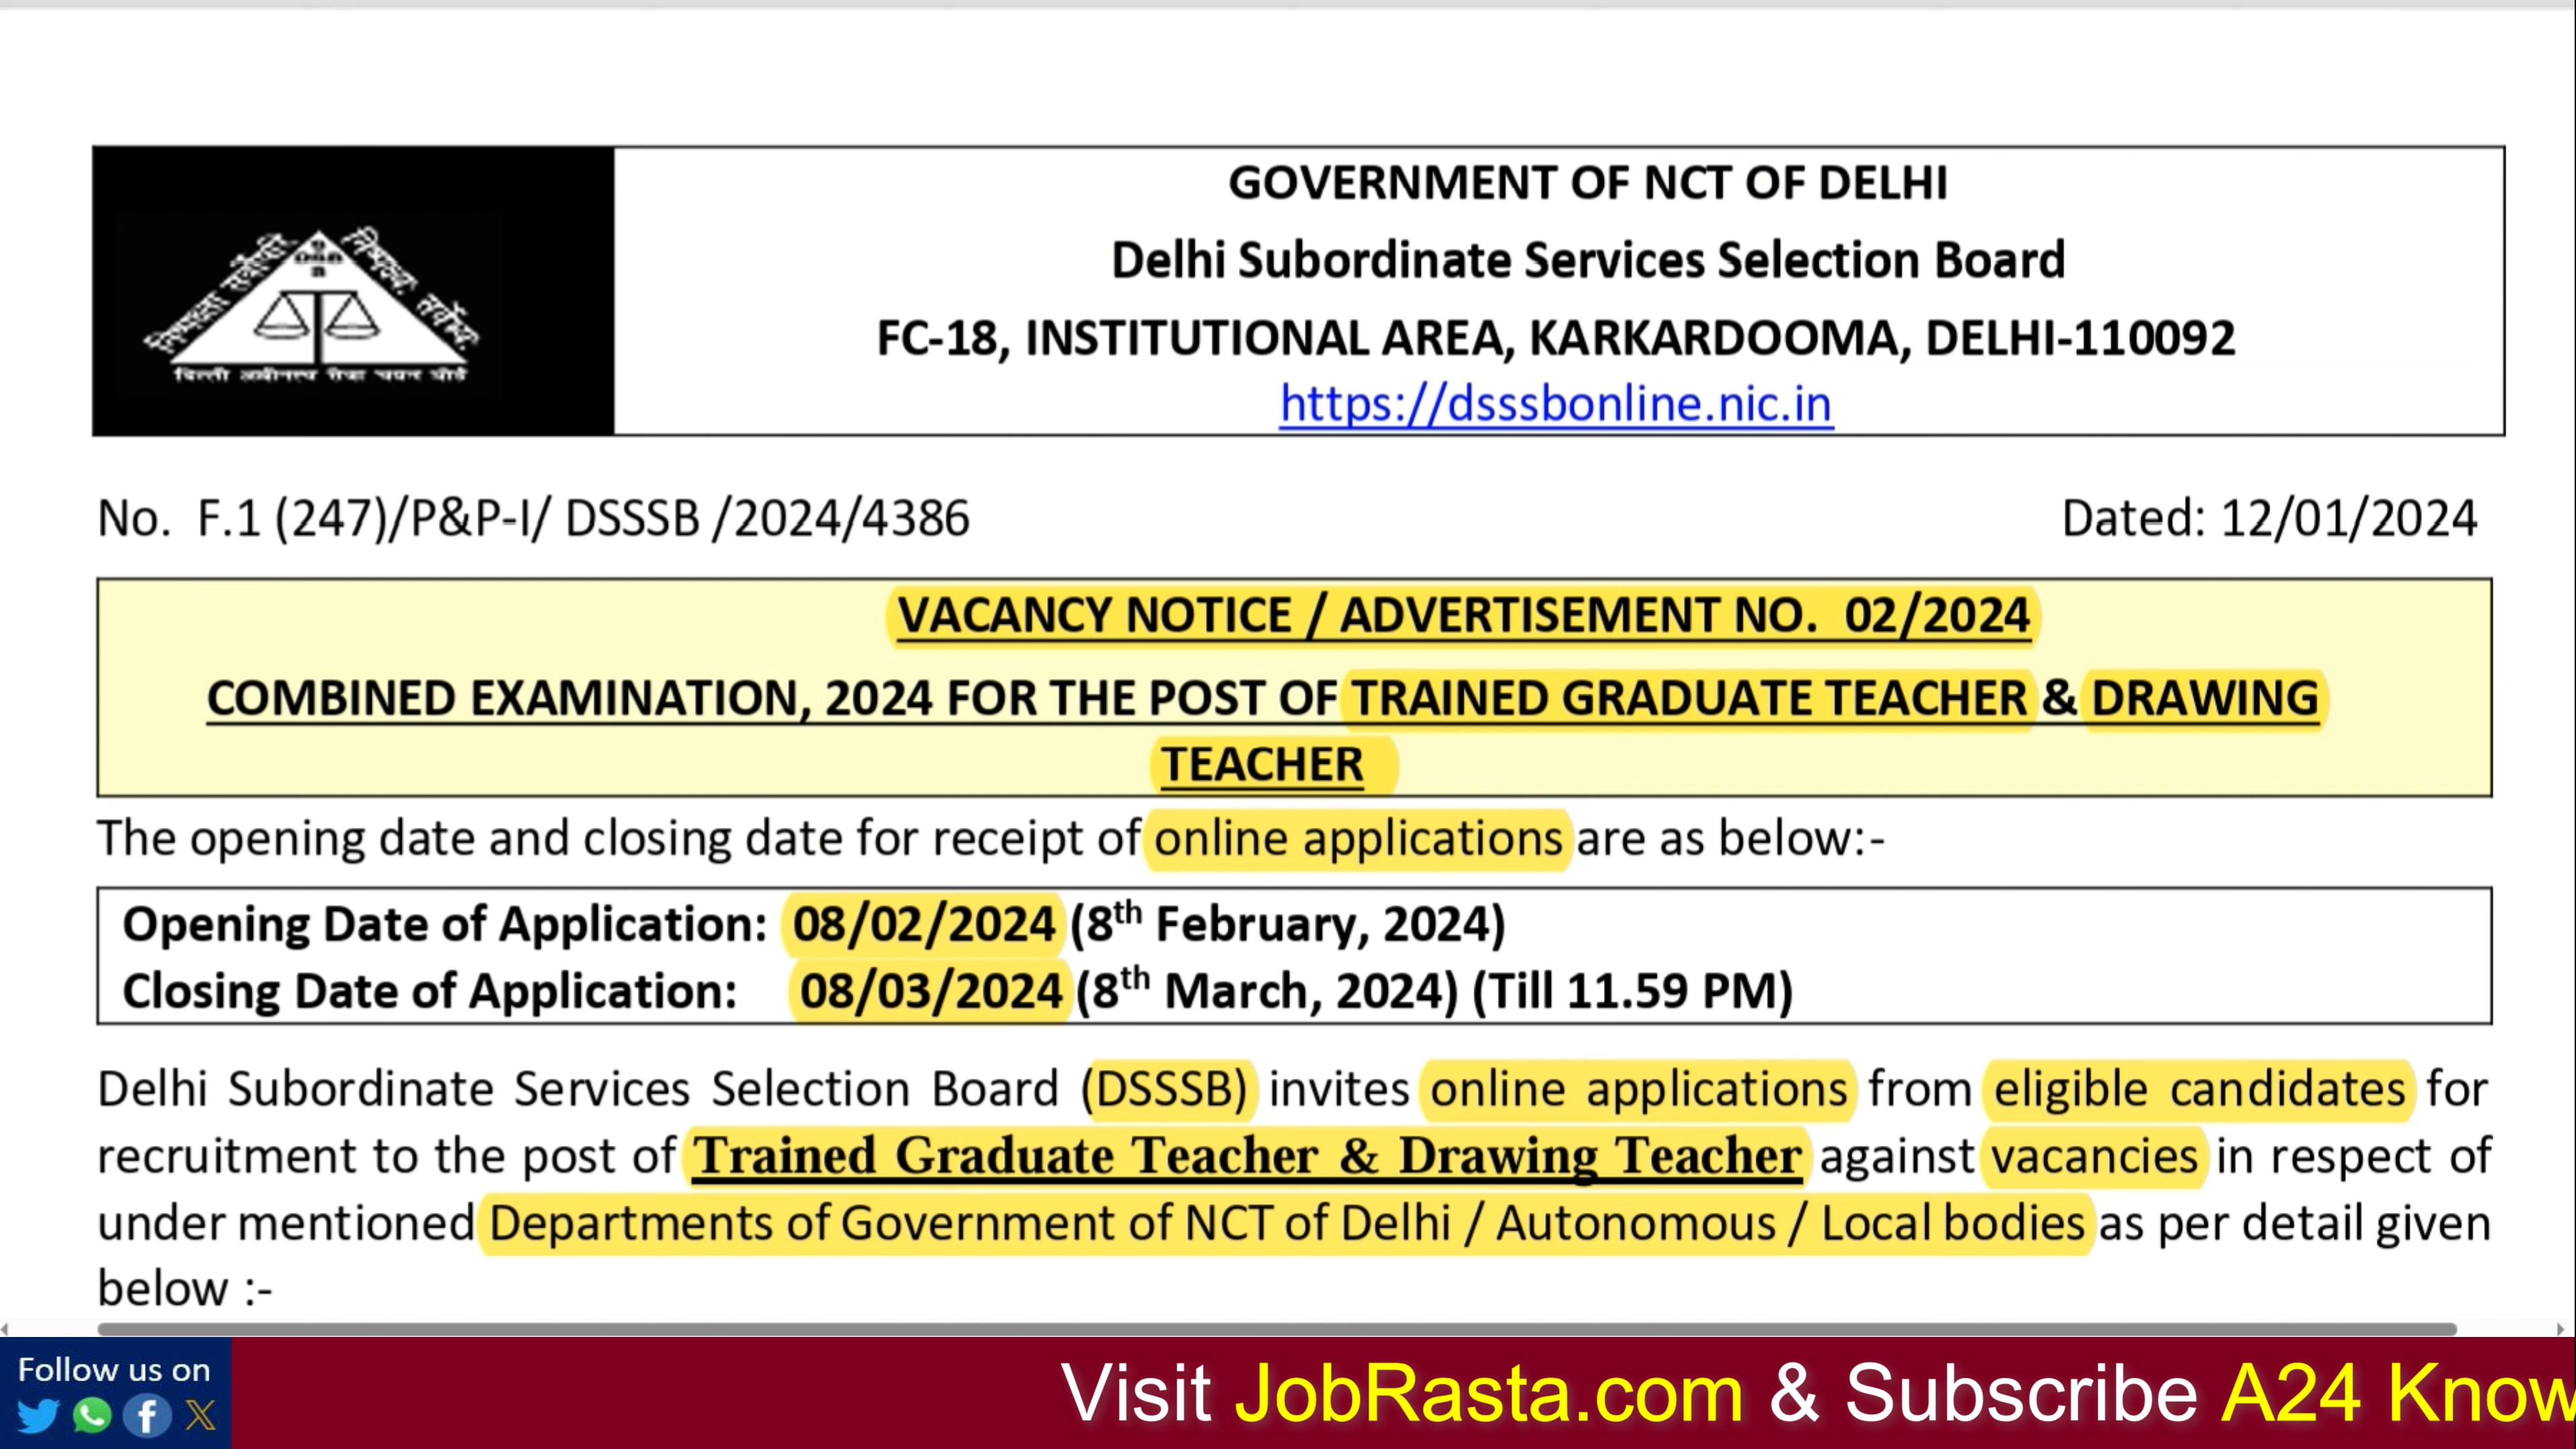 GOVERNMENT OF NCT OF DELHI
Delhi Subordinate Services Selection Board
FC-18, INSTITUTIONAL AREA, KARKARDOOMA, DELHI-110092
https://dsssbonline.nic.in
No. F.1 (247)/P&P-I/ DSSSB /2024/4386 Dated: 12/01/2024
VACANCY NOTICE / ADVERTISEMENT NO. 02/2024
COMBINED EXAMINATION, 2024 FOR THE POST OF TRAINED GRADUATE TEACHER & DRAWING
TEACHER
The opening date and closing date for receipt of online applications are as below:-
Opening Date of Application: 08/02/2024 (8th February, 2024)
Closing Date of Application: 08/03/2024 (8th March, 2024) (Till 11.59 PM)
Delhi Subordinate Services Selection Board (DSSSB) invites online applications from eligible candidates for
recruitment to the post of Trained Graduate Teacher & Drawing Teacher against vacancies in respect of
under mentioned Departments of Government of NCT of Delhi / Autonomous / Local bodies as per detail given
below :-
Follow us on
Visit JobRasta.com & Subscribe A24 Know